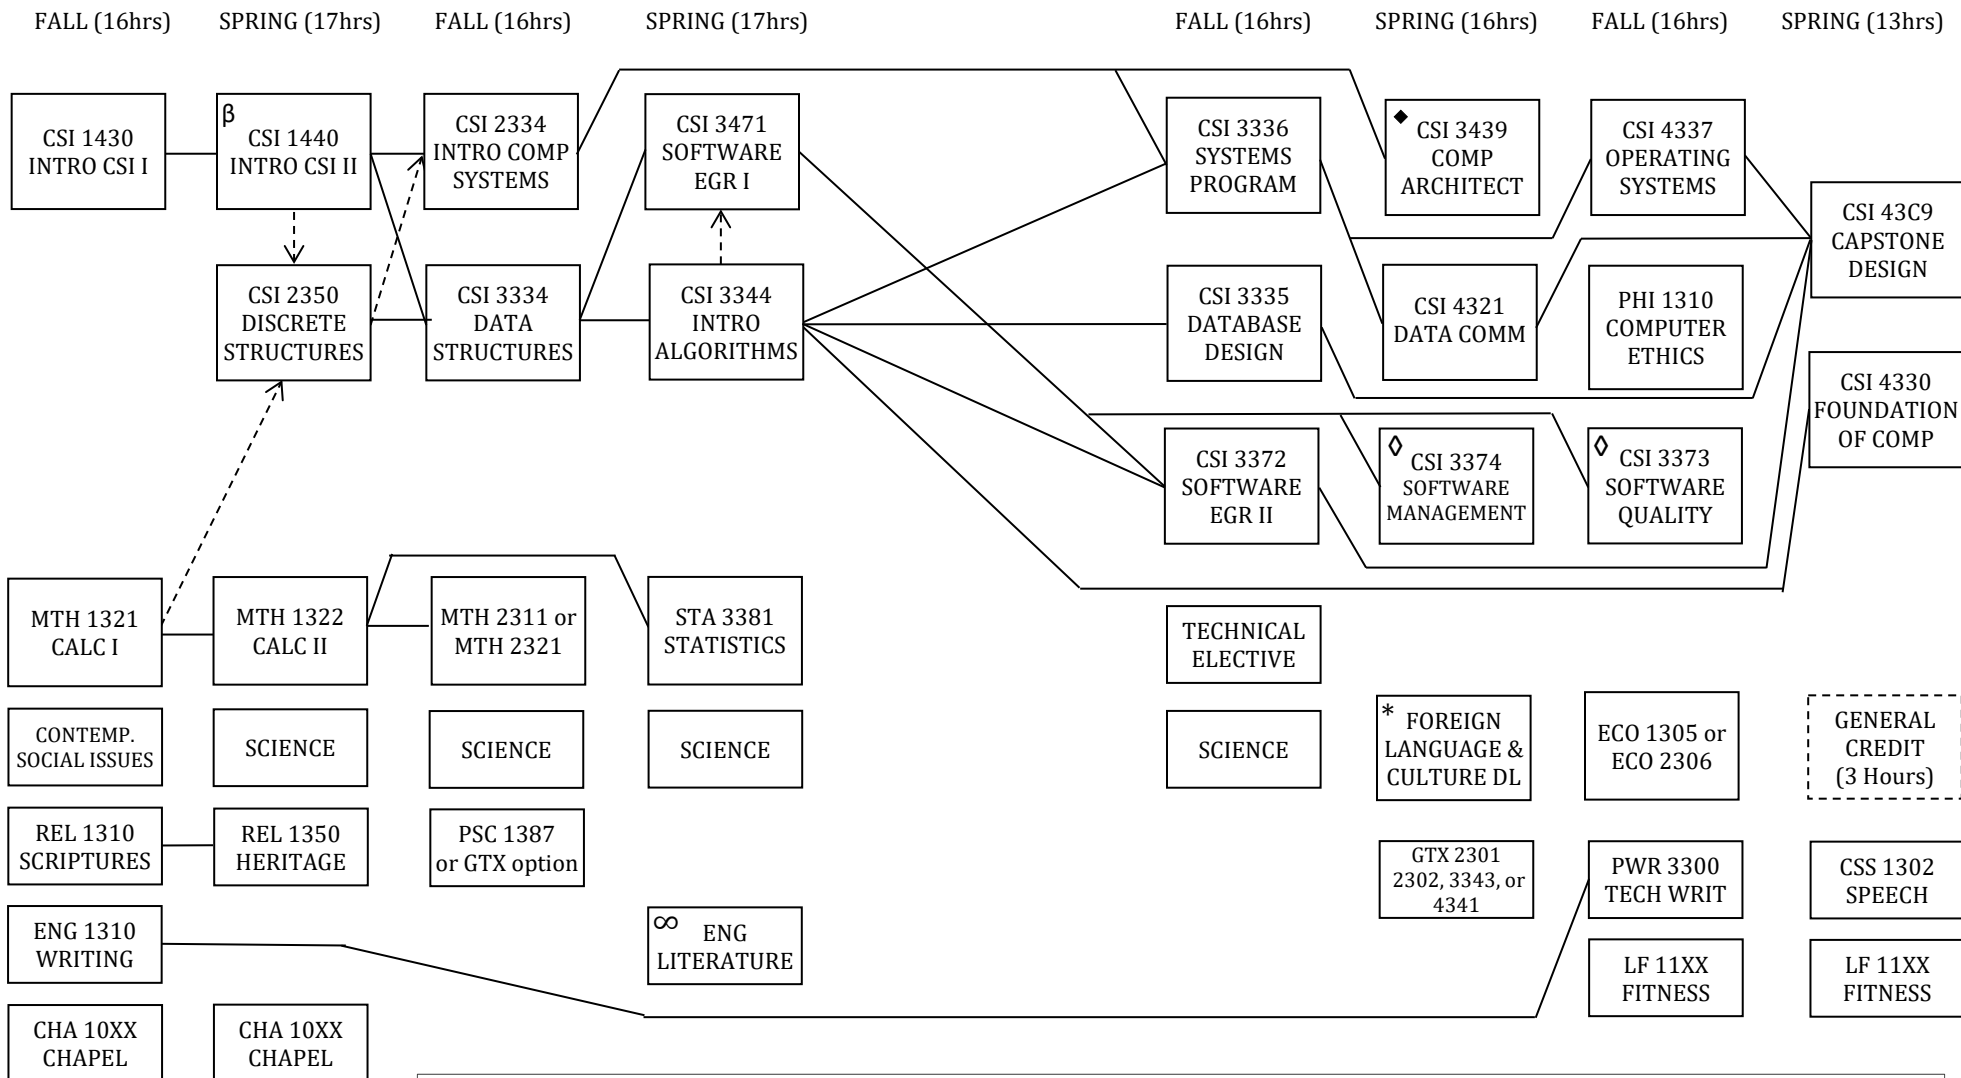 FALL (16hrs)
SPRING (17hrs)
FALL (16hrs)
SPRING (17hrs)
FALL (16hrs)
SPRING (16hrs)
FALL (16hrs)
SPRING (13hrs)
CSI 1430
INTRO CSI I
β
CSI 1440
INTRO CSI II
CSI 2334
INTRO COMP
SYSTEMS
CSI 3471
SOFTWARE
EGR I
CSI 3336
SYSTEMS
PROGRAM
◆
CSI 3439
COMP
ARCHITECT
CSI 4337
OPERATING
SYSTEMS
CSI 43C9
CAPSTONE
DESIGN
CSI 2350
DISCRETE
STRUCTURES
CSI 3334
DATA
STRUCTURES
CSI 3344
INTRO
ALGORITHMS
CSI 3335
DATABASE
DESIGN
CSI 4321
DATA COMM
PHI 1310
COMPUTER
ETHICS
CSI 4330
FOUNDATION
OF COMP
CSI 3372
SOFTWARE
EGR II
◊
CSI 3374
SOFTWARE
MANAGEMENT
◊
CSI 3373
SOFTWARE
QUALITY
MTH 1321
CALC I
MTH 1322
CALC II
MTH 2311 or
MTH 2321
STA 3381
STATISTICS
TECHNICAL
ELECTIVE
CONTEMP.
SOCIAL ISSUES
SCIENCE
SCIENCE
SCIENCE
SCIENCE
*
FOREIGN
LANGUAGE &
CULTURE DL
ECO 1305 or
ECO 2306
GENERAL
CREDIT
(3 Hours)
REL 1310
SCRIPTURES
REL 1350
HERITAGE
PSC 1387
or GTX option
GTX 2301
2302, 3343, or
4341
PWR 3300
TECH WRIT
CSS 1302
SPEECH
ENG 1310
WRITING
∞
ENG
LITERATURE
LF 11XX
FITNESS
LF 11XX
FITNESS
CHA 10XX
CHAPEL
CHA 10XX
CHAPEL